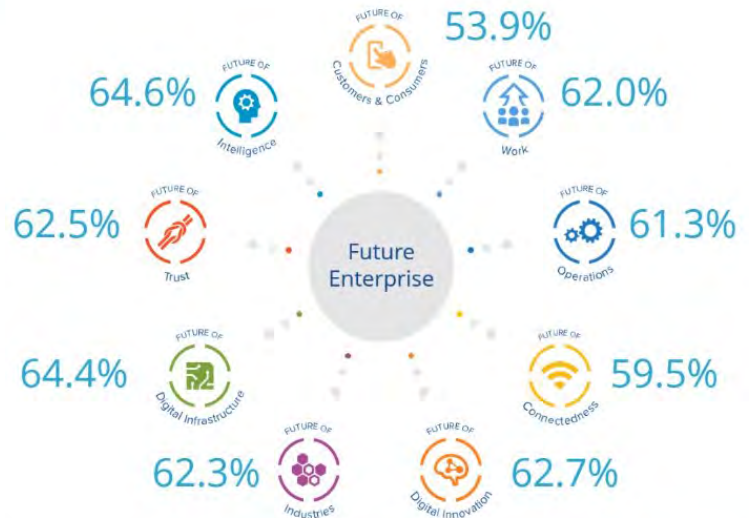 FUTURE OF
Customers & Consumers
53.9%
FUTURE OF
Work
62.0%
FUTURE OF
Operations
61.3%
FUTURE OF
Connectedness
59.5%
FUTURE OF
Digital Innovation
62.7%
FUTURE OF
Industries
62.3%
FUTURE OF
Digital Infrastructure
64.4%
FUTURE OF
Trust
62.5%
FUTURE OF
Intelligence
64.6%
Future
Enterprise